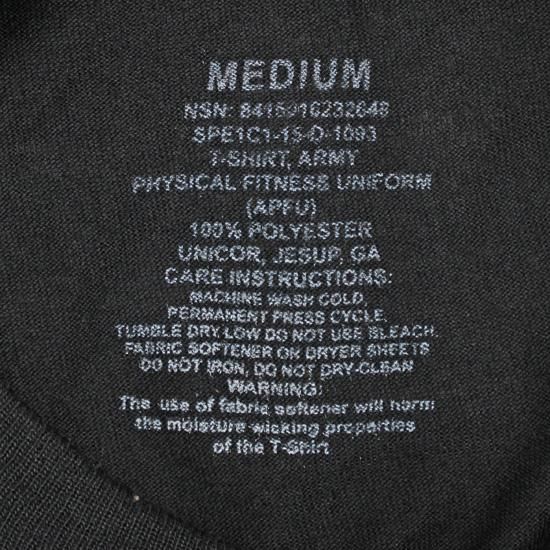 MEDIUM
NSN: 8415016232648
SPE1C1-15-D-1093
T-SHIRT, ARMY
PHYSICAL FITNESS UNIFORM
(APFU)
100% POLYESTER
UNICOR, JESUP, GA
CARE INSTRUCTIONS:
MACHINE WASH COLD,
PERMANENT PRESS CYCLE,
TUMBLE DRY LOW DO NOT USE BLEACH,
FABRIC SOFTENER OR DRYER SHEETS
DO NOT IRON, DO NOT DRY-CLEAN
WARNING:
The use of fabric softener will harm
the moisture wicking properties
of the T-Shirt